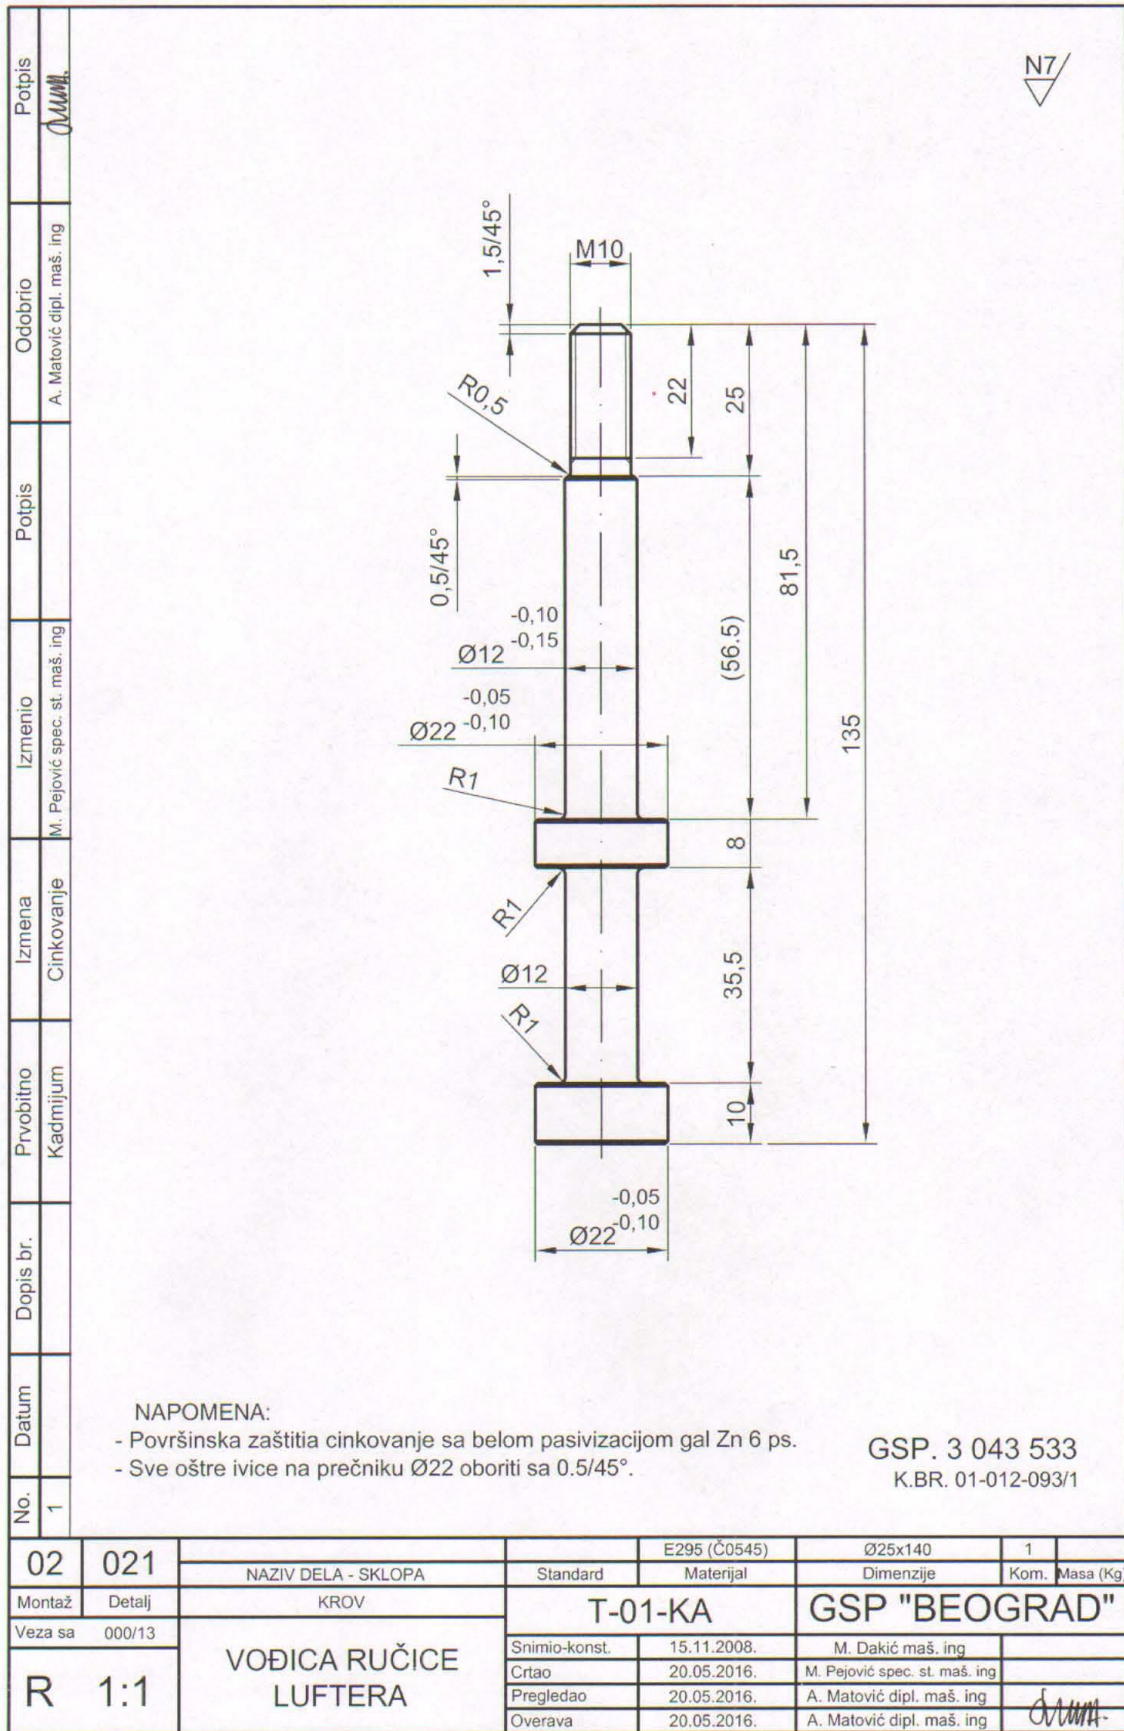 N7
1,5/45°
M10
R0,5
22
25
0,5/45°
81,5
-0,10
-0,15
Ø12
(56.5)
-0,05
-0,10
Ø22
135
R1
8
R1
35,5
Ø12
R1
10
-0,05
-0,10
Ø22
NAPOMENA:
- Površinska zaštitia cinkovanje sa belom pasivizacijom gal Zn 6 ps.
- Sve oštre ivice na prečniku Ø22 oboriti sa 0.5/45°.
GSP. 3 043 533
K.BR. 01-012-093/1
No. Datum Dopis br. Prvobitno Izmena Izmenio Potpis Odobrio Potpis
1 Kadmijum Cinkovanje M. Pejović spec. st. maš. ing A. Matović dipl. maš. ing
02 021 E295 (Č0545) Ø25x140 1
NAZIV DELA - SKLOPA Standard Materijal Dimenzije Kom. Masa (Kg)
Montaž Detalj KROV T-01-KA GSP "BEOGRAD"
Veza sa 000/13
VOĐICA RUČICE
LUFTERA
R 1:1
Snimio-konst. 15.11.2008. M. Dakić maš. ing
Crtao 20.05.2016. M. Pejović spec. st. maš. ing
Pregledao 20.05.2016. A. Matović dipl. maš. ing
Overava 20.05.2016. A. Matović dipl. maš. ing